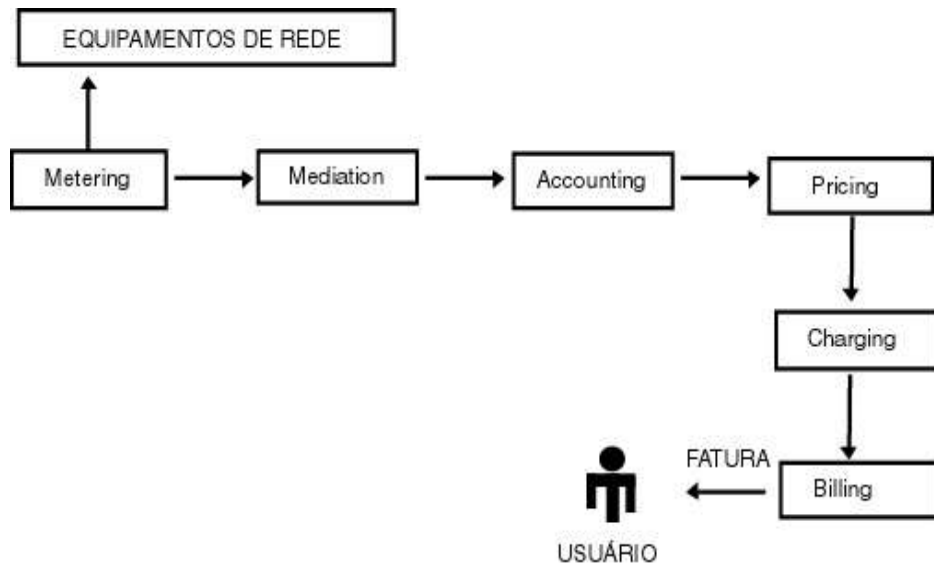 EQUIPAMENTOS DE REDE
Metering
Mediation
Accounting
Pricing
Charging
FATURA
Billing
USUÁRIO